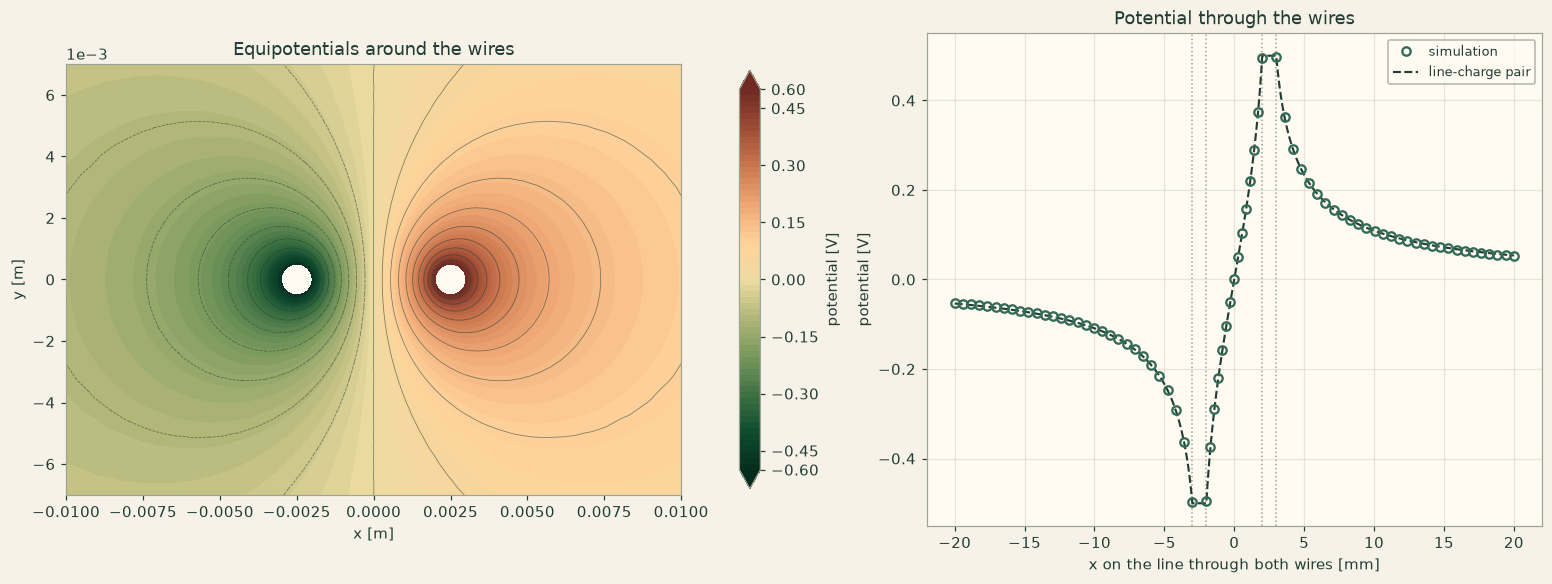 Equipotentials around the wires
1e−3
6
4
2
0
−2
−4
−6
y [m]
−0.0100 −0.0075 −0.0050 −0.0025 0.0000 0.0025 0.0050 0.0075 0.0100
x [m]
0.60
0.45
0.30
0.15
0.00
−0.15
−0.30
−0.45
−0.60
potential [V]
Potential through the wires
simulation
line-charge pair
0.4
0.2
0.0
−0.2
−0.4
potential [V]
−20 −15 −10 −5 0 5 10 15 20
x on the line through both wires [mm]